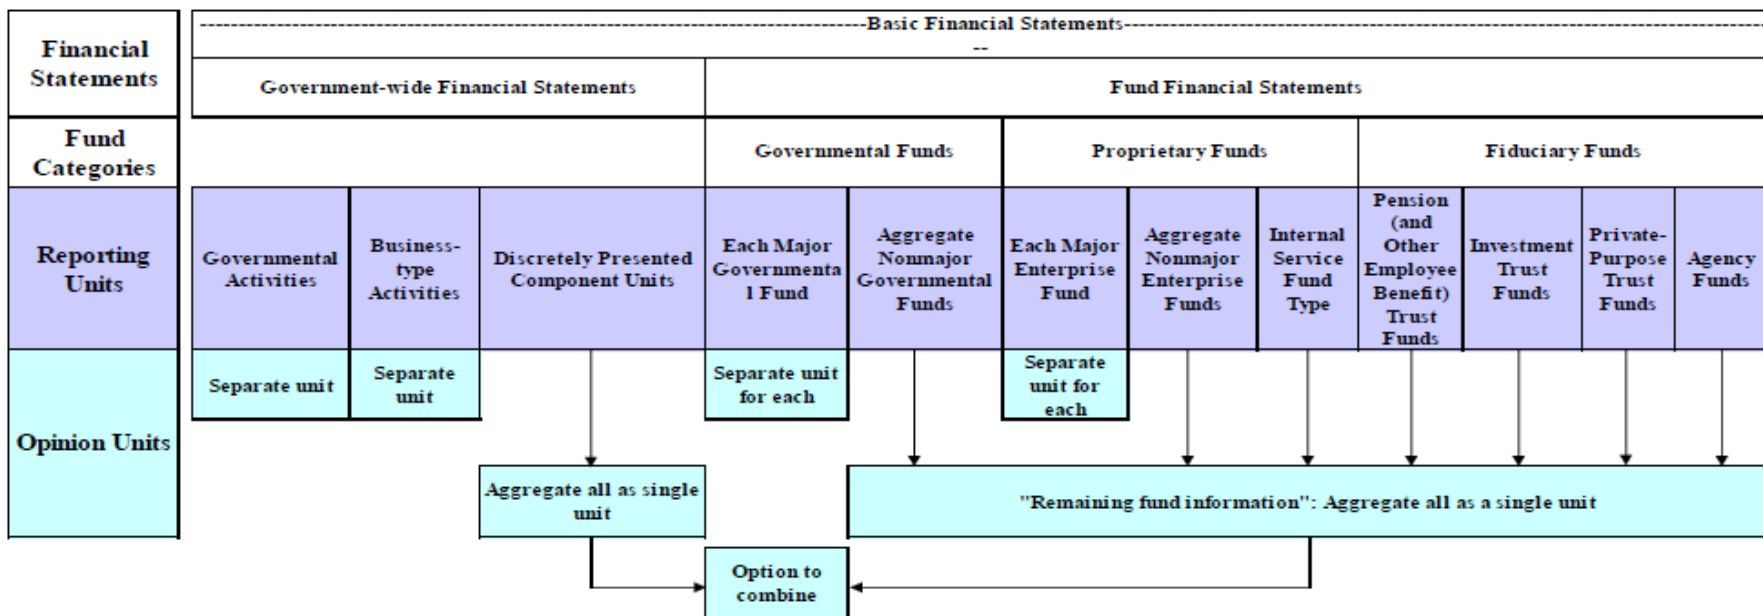 Financial
Statements
-----------------------------------------------------------------------Basic Financial Statements-----------------------------------------------------------------------
--
Government-wide Financial Statements
Fund Financial Statements
Fund
Categories
Governmental Funds
Proprietary Funds
Fiduciary Funds
Reporting
Units
Governmental
Activities
Business-
type
Activities
Discretely Presented
Component Units
Each Major
Governmenta
l Fund
Aggregate
Nonmajor
Governmental
Funds
Each Major
Enterprise
Fund
Aggregate
Nonmajor
Enterprise
Funds
Internal
Service
Fund
Type
Pension
(and
Other
Employee
Benefit)
Trust
Funds
Investment
Trust
Funds
Private-
Purpose
Trust
Funds
Agency
Funds
Opinion Units
Separate unit
Separate
unit
Separate unit
for each
Separate
unit for
each
Aggregate all as single
unit
"Remaining fund information": Aggregate all as a single unit
Option to
combine